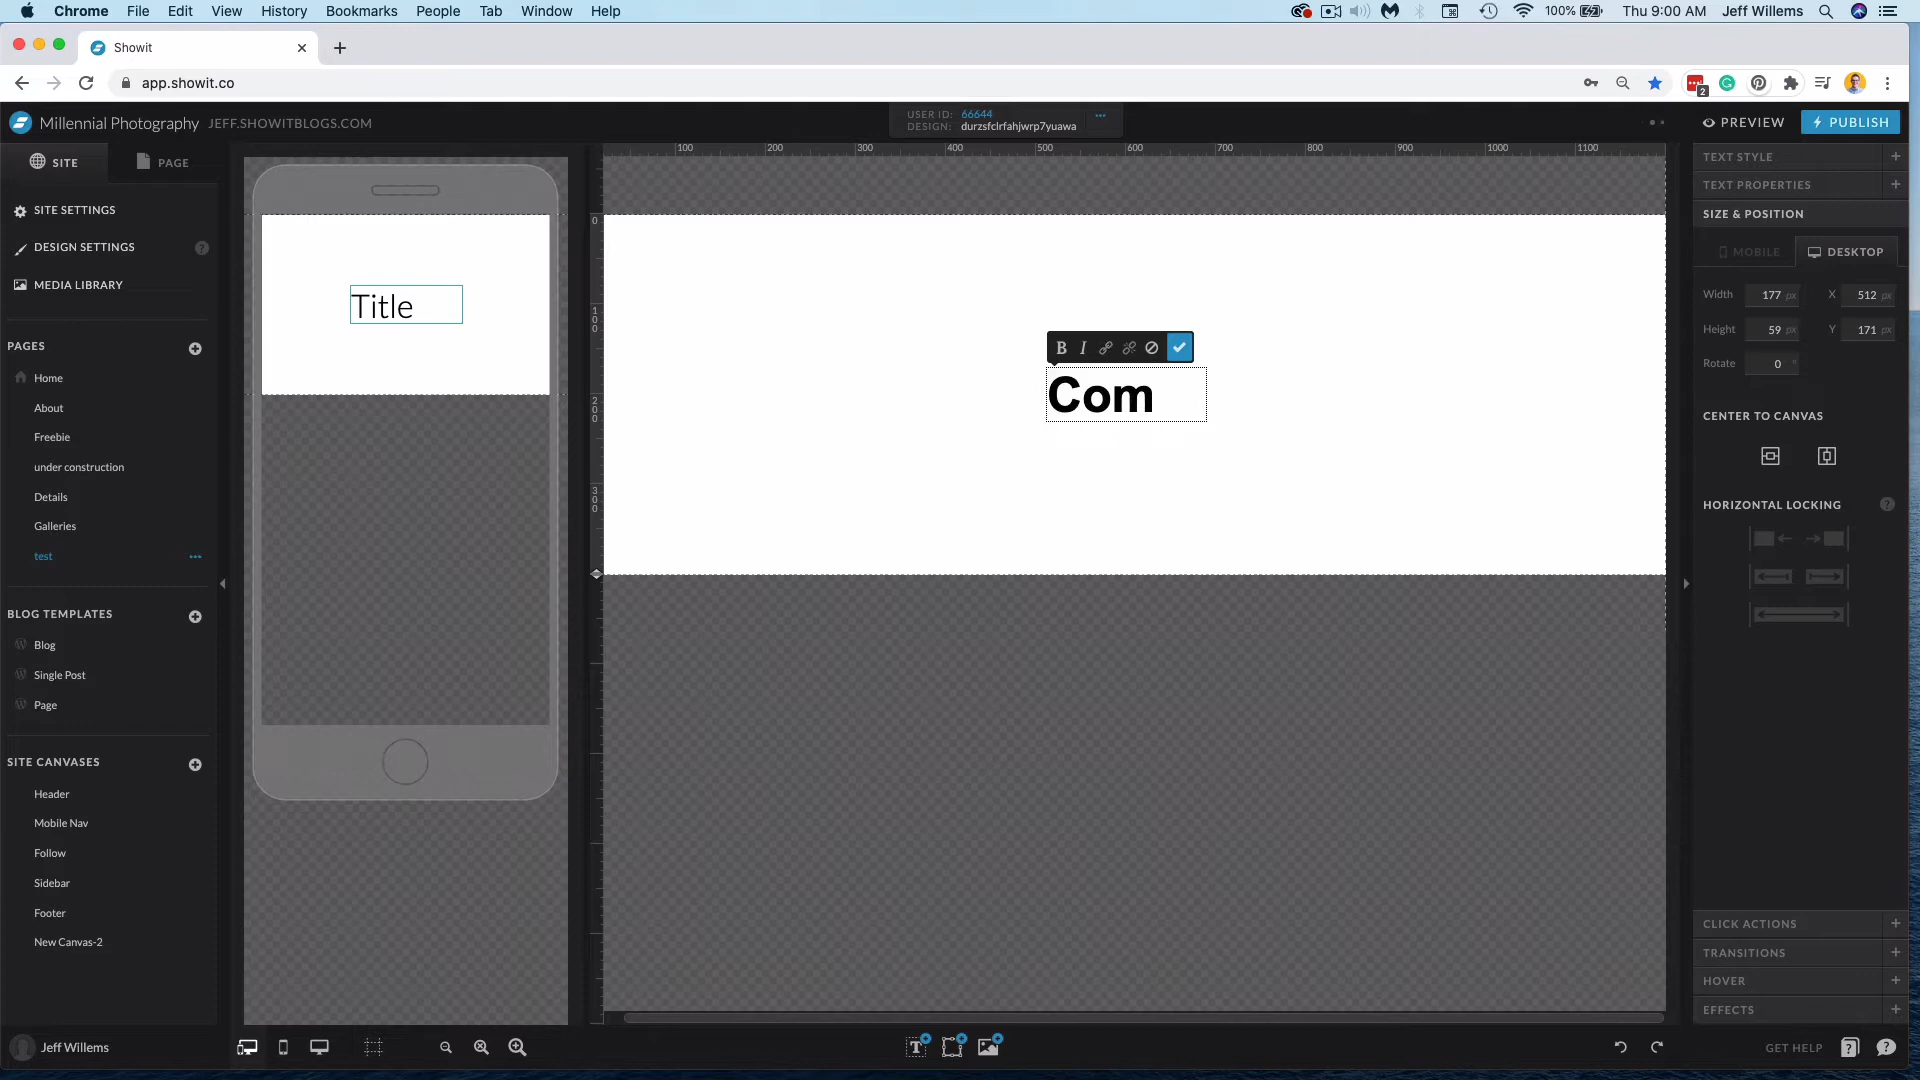 Chrome File Edit View History Bookmarks People Tab Window Help
100% Thu 9:00 AM Jeff Willems
Showit
app.showit.co
2
Millennial Photography JEFF.SHOWITBLOGS.COM
USER ID: 66644
DESIGN: durzsfclrfahjwrp7yuawa
PREVIEW PUBLISH
SITE PAGE
SITE SETTINGS
DESIGN SETTINGS
MEDIA LIBRARY
PAGES
Home
About
Freebie
under construction
Details
Galleries
test
BLOG TEMPLATES
Blog
Single Post
Page
SITE CANVASES
Header
Mobile Nav
Follow
Sidebar
Footer
New Canvas-2
Jeff Willems
Title
100 200 300 400 500 600 700 800 900 1000 1100
0
100
200
300
B I
Com
TEXT STYLE
TEXT PROPERTIES
SIZE & POSITION
MOBILE DESKTOP
Width 177 px X 512 px
Height 59 px Y 171 px
Rotate 0 °
CENTER TO CANVAS
HORIZONTAL LOCKING
CLICK ACTIONS
TRANSITIONS
HOVER
EFFECTS
GET HELP